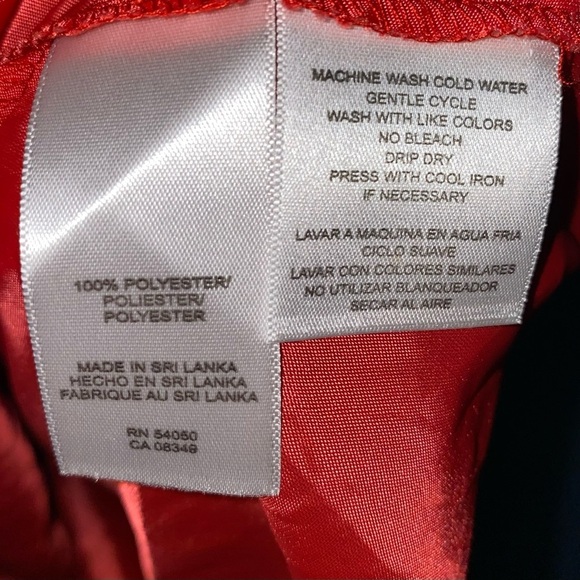 100% POLYESTER/
POLIESTER/
POLYESTER
MADE IN SRI LANKA
HECHO EN SRI LANKA
FABRIQUE AU SRI LANKA
RN 54050
CA 08349
MACHINE WASH COLD WATER
GENTLE CYCLE
WASH WITH LIKE COLORS
NO BLEACH
DRIP DRY
PRESS WITH COOL IRON
IF NECESSARY
LAVAR A MAQUINA EN AGUA FRIA
CICLO SUAVE
LAVAR CON COLORES SIMILARES
NO UTILIZAR BLANQUEADOR
SECAR AL AIRE